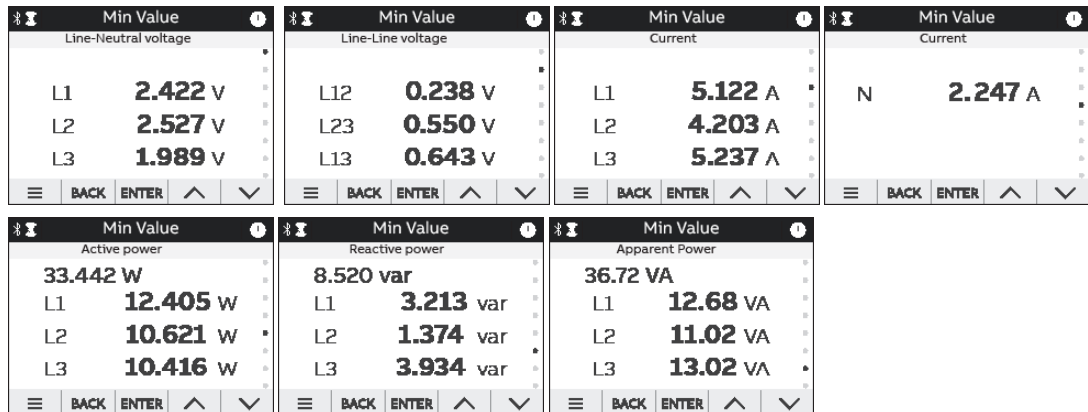 Min Value
Line-Neutral voltage
L1 2.422 V
L2 2.527 V
L3 1.989 V
BACK ENTER
Min Value
Line-Line voltage
L12 0.238 V
L23 0.550 V
L13 0.643 V
BACK ENTER
Min Value
Current
L1 5.122 A
L2 4.203 A
L3 5.237 A
BACK ENTER
Min Value
Current
N 2.247 A
BACK ENTER
Min Value
Active power
33.442 W
L1 12.405 W
L2 10.621 W
L3 10.416 W
BACK ENTER
Min Value
Reactive power
8.520 var
L1 3.213 var
L2 1.374 var
L3 3.934 var
BACK ENTER
Min Value
Apparent Power
36.72 VA
L1 12.68 VA
L2 11.02 VA
L3 13.02 VA
BACK ENTER